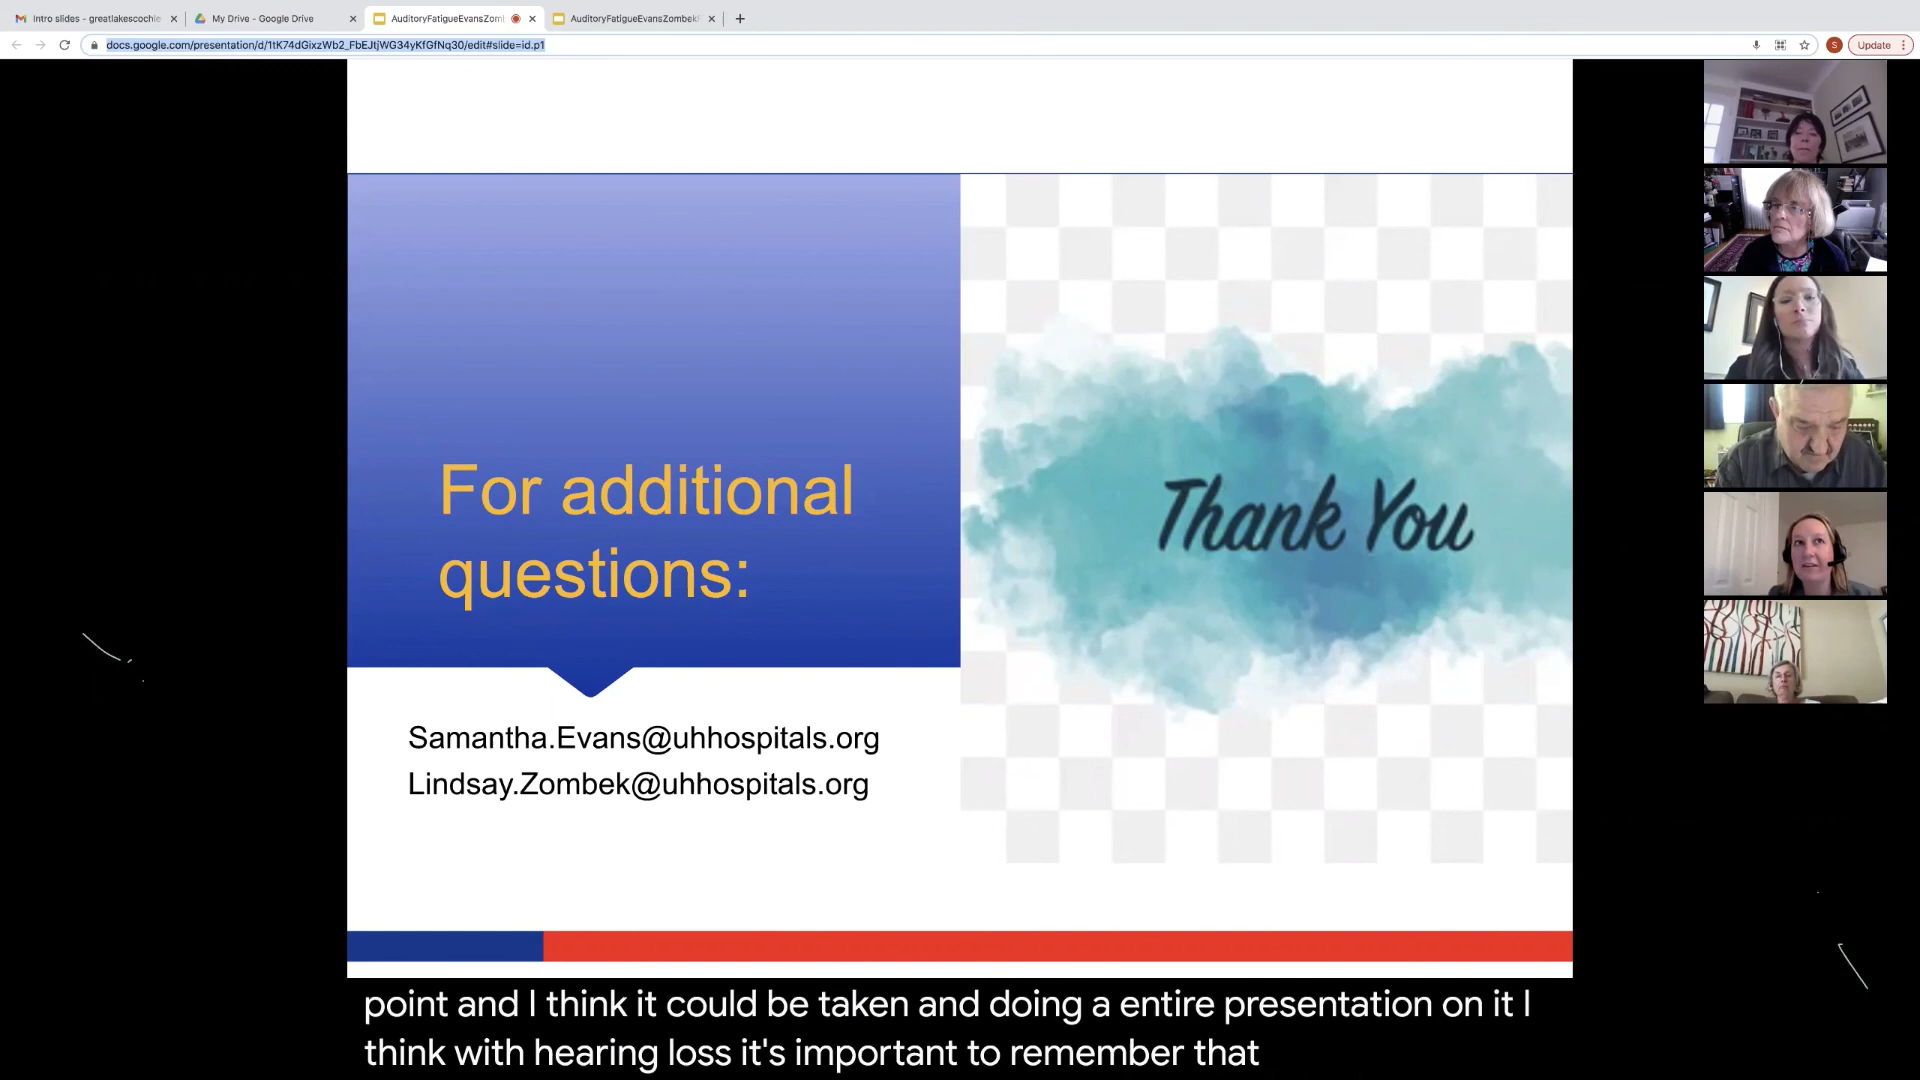 Intro slides - greatlakescochle
My Drive - Google Drive
AuditoryFatigueEvansZom
AuditoryFatigueEvansZombek
docs.google.com/presentation/d/1tK74dGixzWb2_FbEJtjWG34yKfGfNq30/edit#slide=id.p1
S
Update
For additional
questions:
Thank You
Samantha.Evans@uhhospitals.org
Lindsay.Zombek@uhhospitals.org
point and I think it could be taken and doing a entire presentation on it I
think with hearing loss it's important to remember that